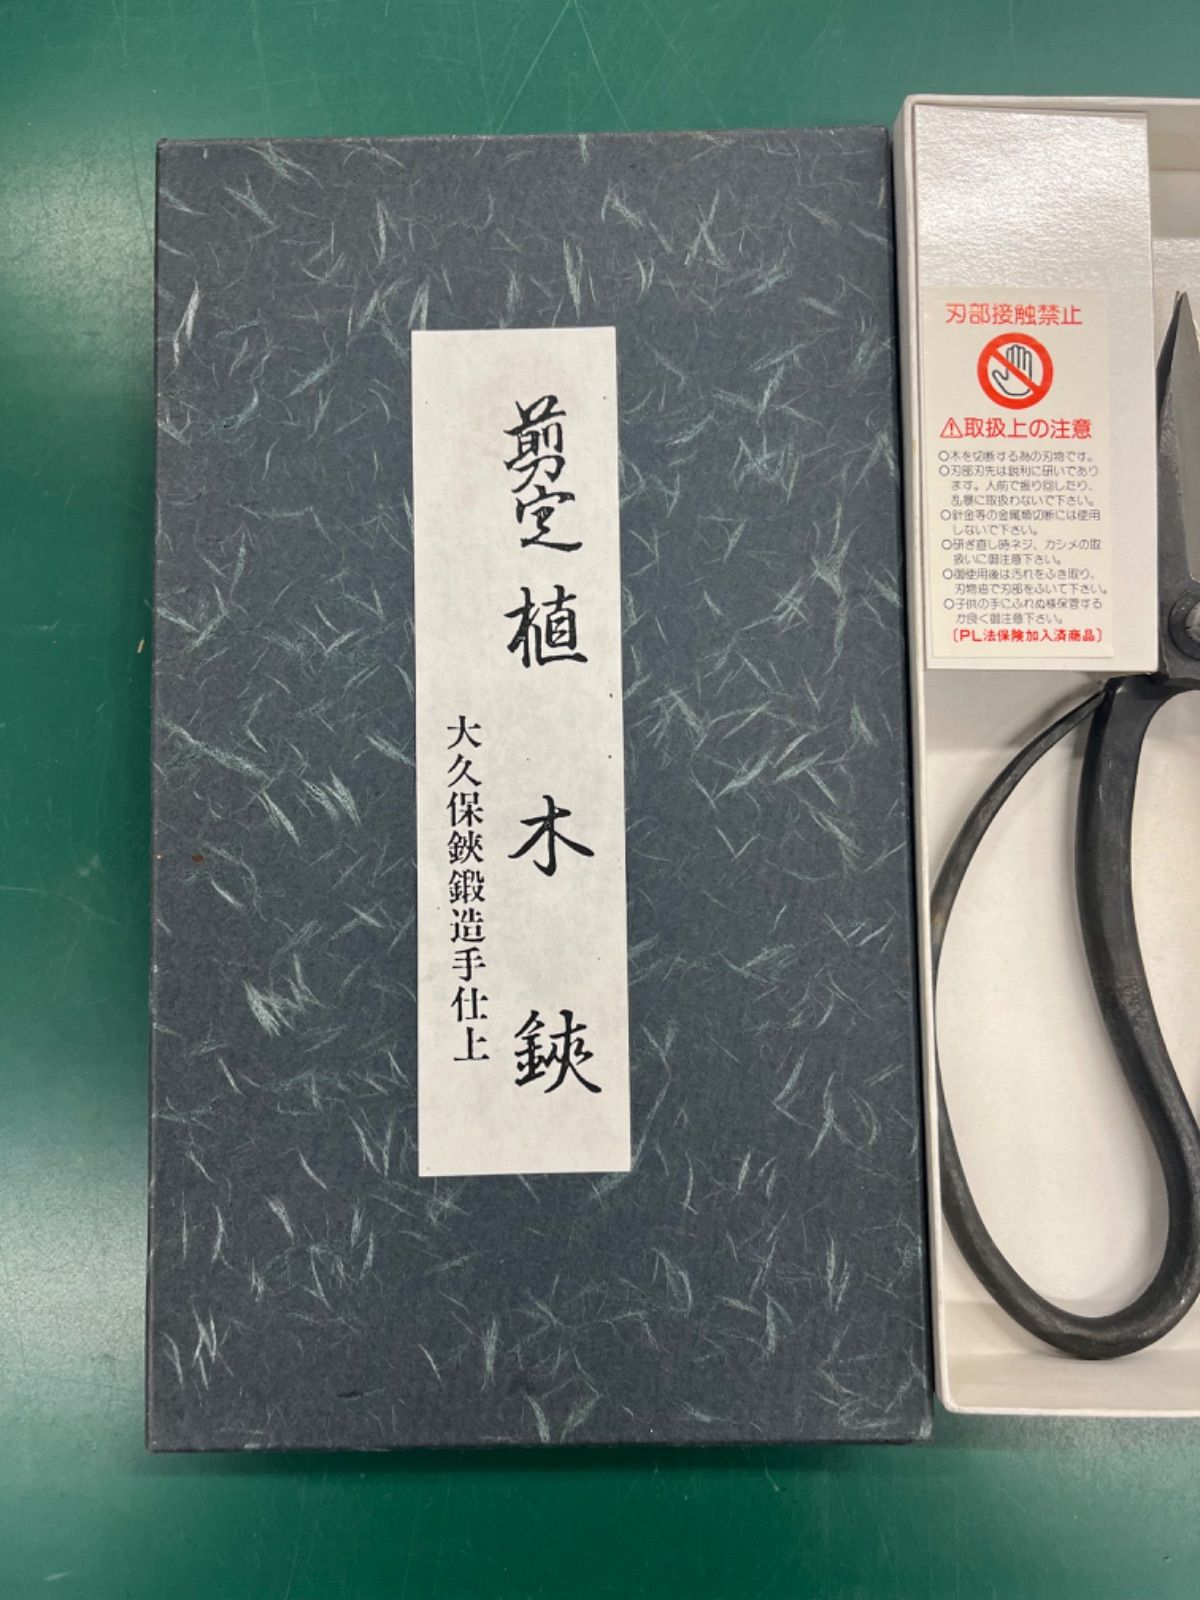 剪定植木鋏
大久保鋏鍛造手仕上
刃部接触禁止
⚠取扱上の注意
○木を切断する為の刃物です。
○刃部刃先は鋭利に研いであり
ます。人前で振り回したり、
乱暴に取扱わないで下さい。
○針金等の金属類切断には使用
しないで下さい。
○研ぎ直し時ネジ、カシメの取
扱いに御注意下さい。
○御使用後は汚れをふき取り、
刃物油で刃部をふいて下さい。
○子供の手にふれぬ様保管する
か良く御注意下さい。
〔PL法保険加入済商品〕